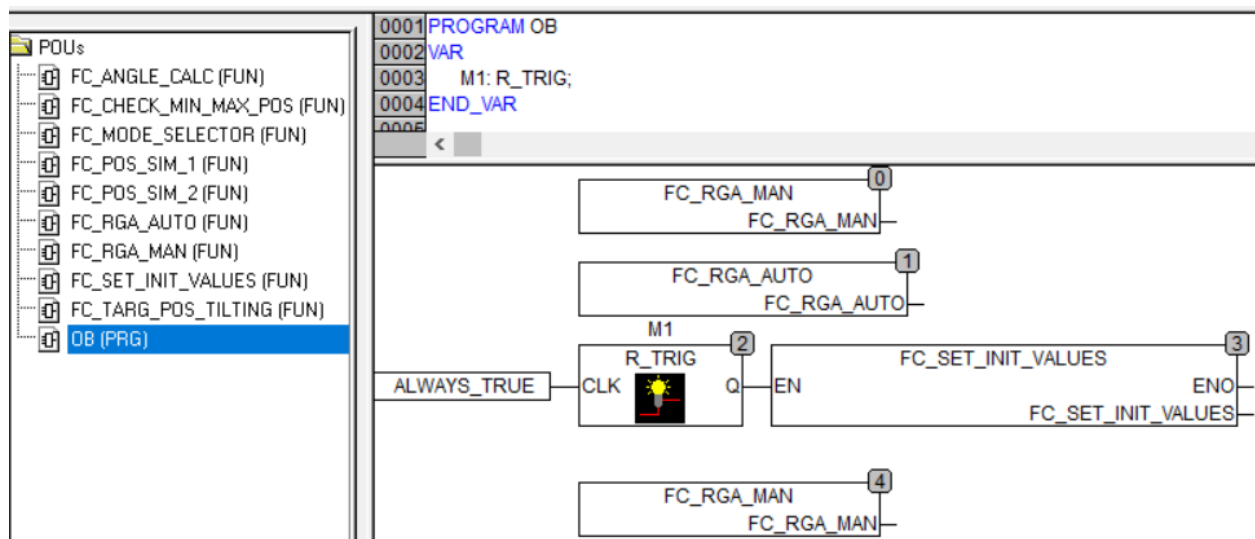 POUs
FC_ANGLE_CALC (FUN)
FC_CHECK_MIN_MAX_POS (FUN)
FC_MODE_SELECTOR (FUN)
FC_POS_SIM_1 (FUN)
FC_POS_SIM_2 (FUN)
FC_RGA_AUTO (FUN)
FC_RGA_MAN (FUN)
FC_SET_INIT_VALUES (FUN)
FC_TARG_POS_TILTING (FUN)
OB (PRG)
0001 PROGRAM OB
0002 VAR
0003 M1: R_TRIG;
0004 END_VAR
0005
<
0
FC_RGA_MAN
FC_RGA_MAN
1
FC_RGA_AUTO
FC_RGA_AUTO
M1
2
3
R_TRIG
FC_SET_INIT_VALUES
ALWAYS_TRUE CLK Q EN ENO
FC_SET_INIT_VALUES
4
FC_RGA_MAN
FC_RGA_MAN